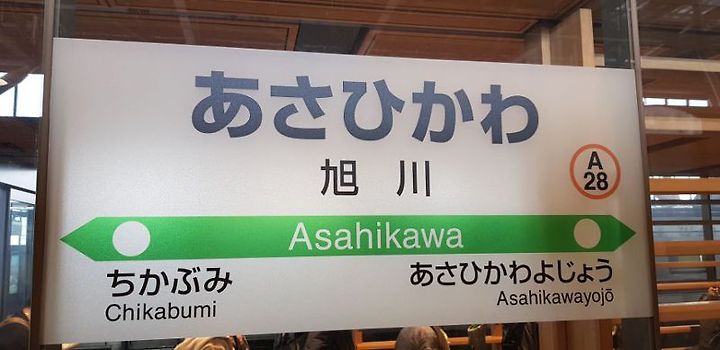 あさひかわ
旭川
A
28
Asahikawa
ちかぶみ
Chikabumi
あさひかわよじょう
Asahikawayojō